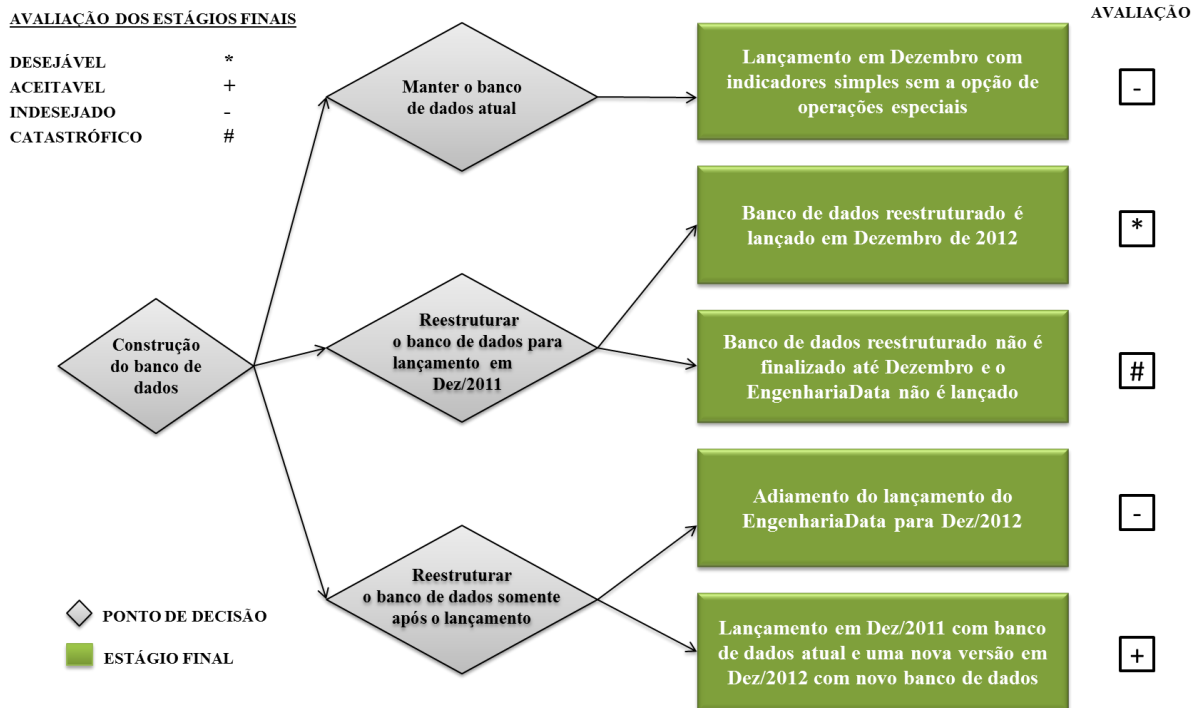 AVALIAÇÃO DOS ESTÁGIOS FINAIS
DESEJÁVEL *
ACEITAVEL +
INDESEJADO -
CATASTRÓFICO #
AVALIAÇÃO
Manter o banco
de dados atual
Lançamento em Dezembro com
indicadores simples sem a opção de
operações especiais
-
Banco de dados reestruturado é
lançado em Dezembro de 2012
*
Construção
do banco de
dados
Reestruturar
o banco de dados para
lançamento em
Dez/2011
Banco de dados reestruturado não é
finalizado até Dezembro e o
EngenhariaData não é lançado
#
Adiamento do lançamento do
EngenhariaData para Dez/2012
-
Reestruturar
o banco de dados somente
após o lançamento
Lançamento em Dez/2011 com banco
de dados atual e uma nova versão em
Dez/2012 com novo banco de dados
+
PONTO DE DECISÃO
ESTÁGIO FINAL